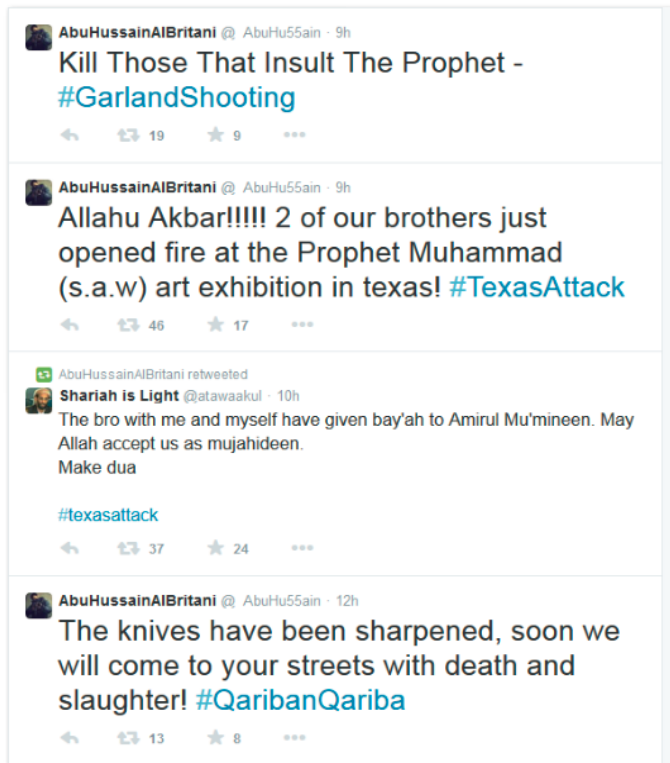 AbuHussainAlBritani @_AbuHu55ain · 9h
Kill Those That Insult The Prophet -
#GarlandShooting
19 9
AbuHussainAlBritani @_AbuHu55ain · 9h
Allahu Akbar!!!!! 2 of our brothers just
opened fire at the Prophet Muhammad
(s.a.w) art exhibition in texas! #TexasAttack
46 17
AbuHussainAlBritani retweeted
Shariah is Light @atawaakul · 10h
The bro with me and myself have given bay'ah to Amirul Mu'mineen. May
Allah accept us as mujahideen.
Make dua
#texasattack
37 24
AbuHussainAlBritani @_AbuHu55ain · 12h
The knives have been sharpened, soon we
will come to your streets with death and
slaughter! #QaribanQariba
13 8